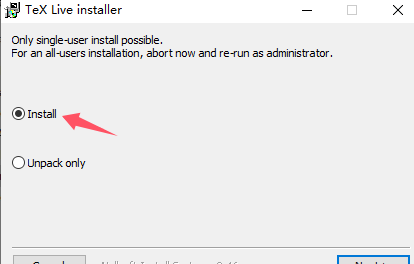 TeX Live installer
Only single-user install possible.
For an all-users installation, abort now and re-run as administrator.
Install
Unpack only